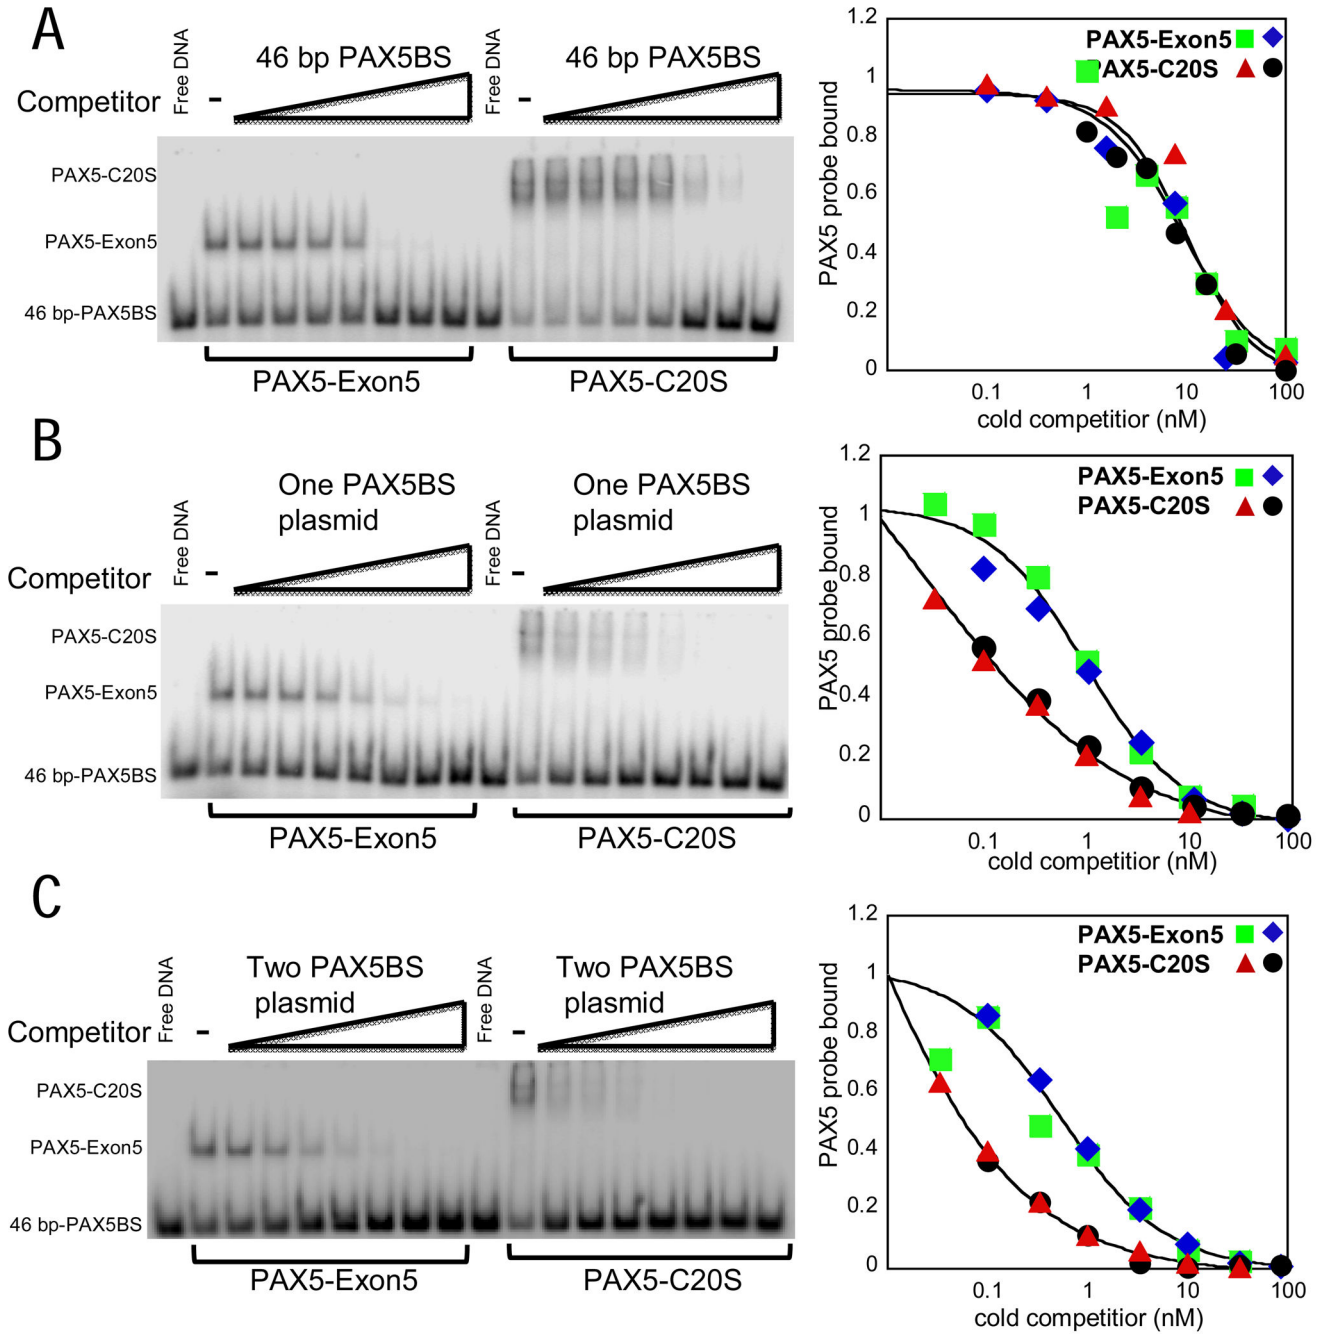 A
Free DNA
46 bp PAX5BS
Free DNA
46 bp PAX5BS
Competitor
-
-
PAX5-C20S
PAX5-Exon5
46 bp-PAX5BS
PAX5-Exon5
PAX5-C20S
PAX5-Exon5
PAX5-C20S
PAX5 probe bound
1.2
1
0.8
0.6
0.4
0.2
0
0.1
1
10
100
cold competitior (nM)
B
Free DNA
One PAX5BS
plasmid
Free DNA
One PAX5BS
plasmid
Competitor
-
-
PAX5-C20S
PAX5-Exon5
46 bp-PAX5BS
PAX5-Exon5
PAX5-C20S
PAX5-Exon5
PAX5-C20S
PAX5 probe bound
1.2
1
0.8
0.6
0.4
0.2
0
0.1
1
10
100
cold competitior (nM)
C
Free DNA
Two PAX5BS
plasmid
Free DNA
Two PAX5BS
plasmid
Competitor
-
-
PAX5-C20S
PAX5-Exon5
46 bp-PAX5BS
PAX5-Exon5
PAX5-C20S
PAX5-Exon5
PAX5-C20S
PAX5 probe bound
1.2
1
0.8
0.6
0.4
0.2
0
0.1
1
10
100
cold competitior (nM)